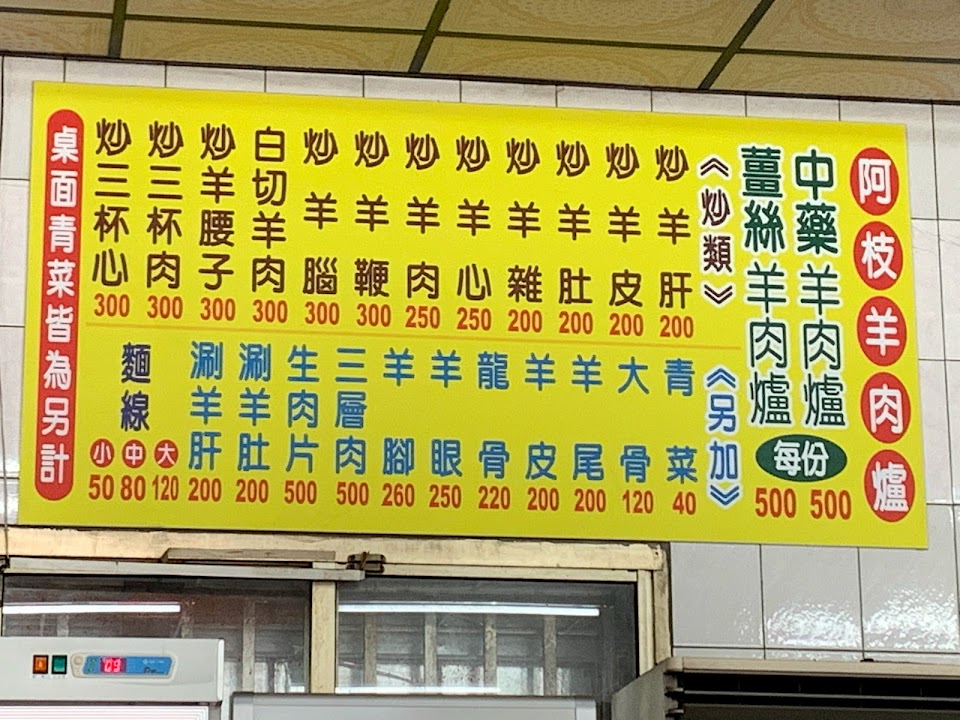 阿枝羊肉爐
中藥羊肉爐 500
薑絲羊肉爐 500
每份
《炒類》
炒羊肝 200
炒羊皮 200
炒羊肚 200
炒羊雜 200
炒羊心 250
炒羊肉 250
炒羊鞭 300
炒羊腦 300
白切羊肉 300
炒羊腰子 300
炒三杯肉 300
炒三杯心 300
《另加》
青菜 40
大骨 120
羊尾 200
羊皮 200
龍骨 220
羊眼 250
羊腳 260
三層肉 500
生肉片 500
涮羊肚 200
涮羊肝 200
麵線
大 120
中 80
小 50
桌面青菜皆為另計